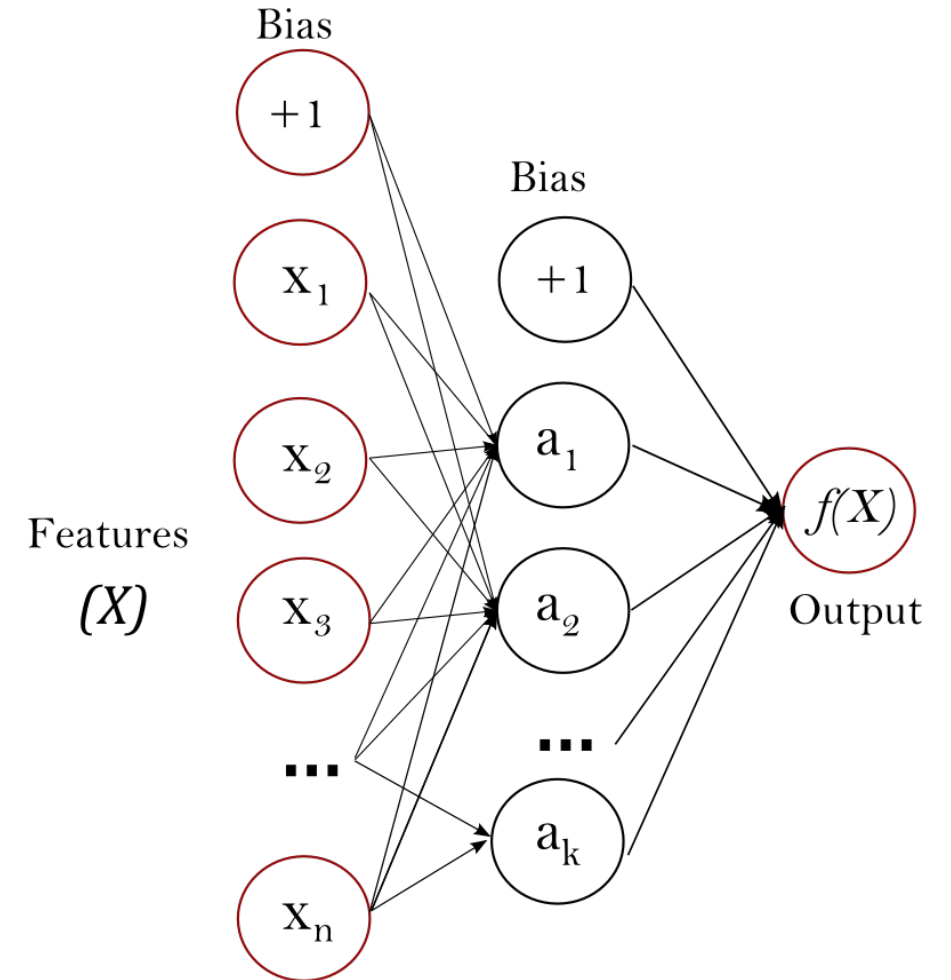 Bias
+1
x₁
x₂
Features
(X)
x₃
...
xₙ
Bias
+1
a₁
a₂
...
aₖ
f(X)
Output